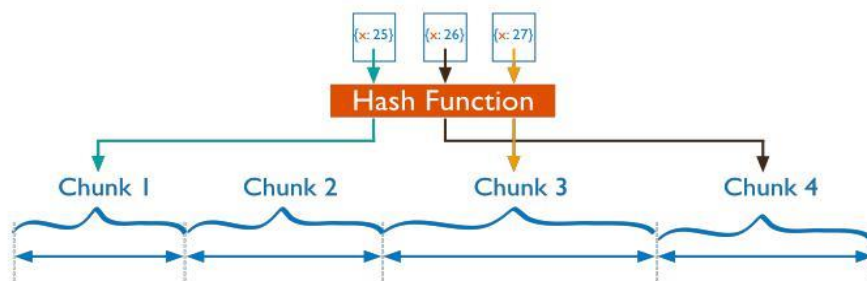 {x: 25} {x: 26} {x: 27}
Hash Function
Chunk 1 Chunk 2 Chunk 3 Chunk 4